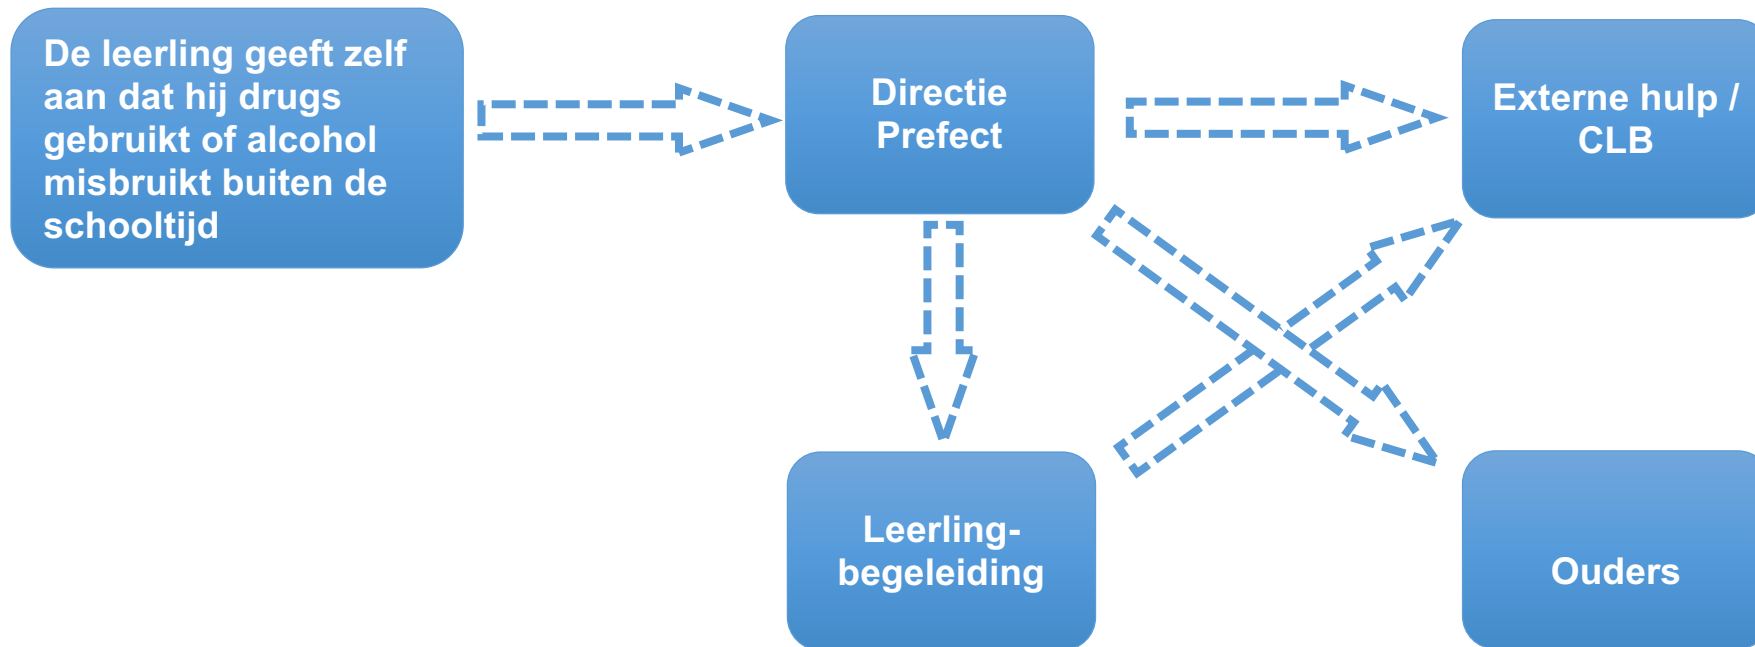 De leerling geeft zelf
aan dat hij drugs
gebruikt of alcohol
misbruikt buiten de
schooltijd
Directie
Prefect
Externe hulp /
CLB
Leerling-
begeleiding
Ouders